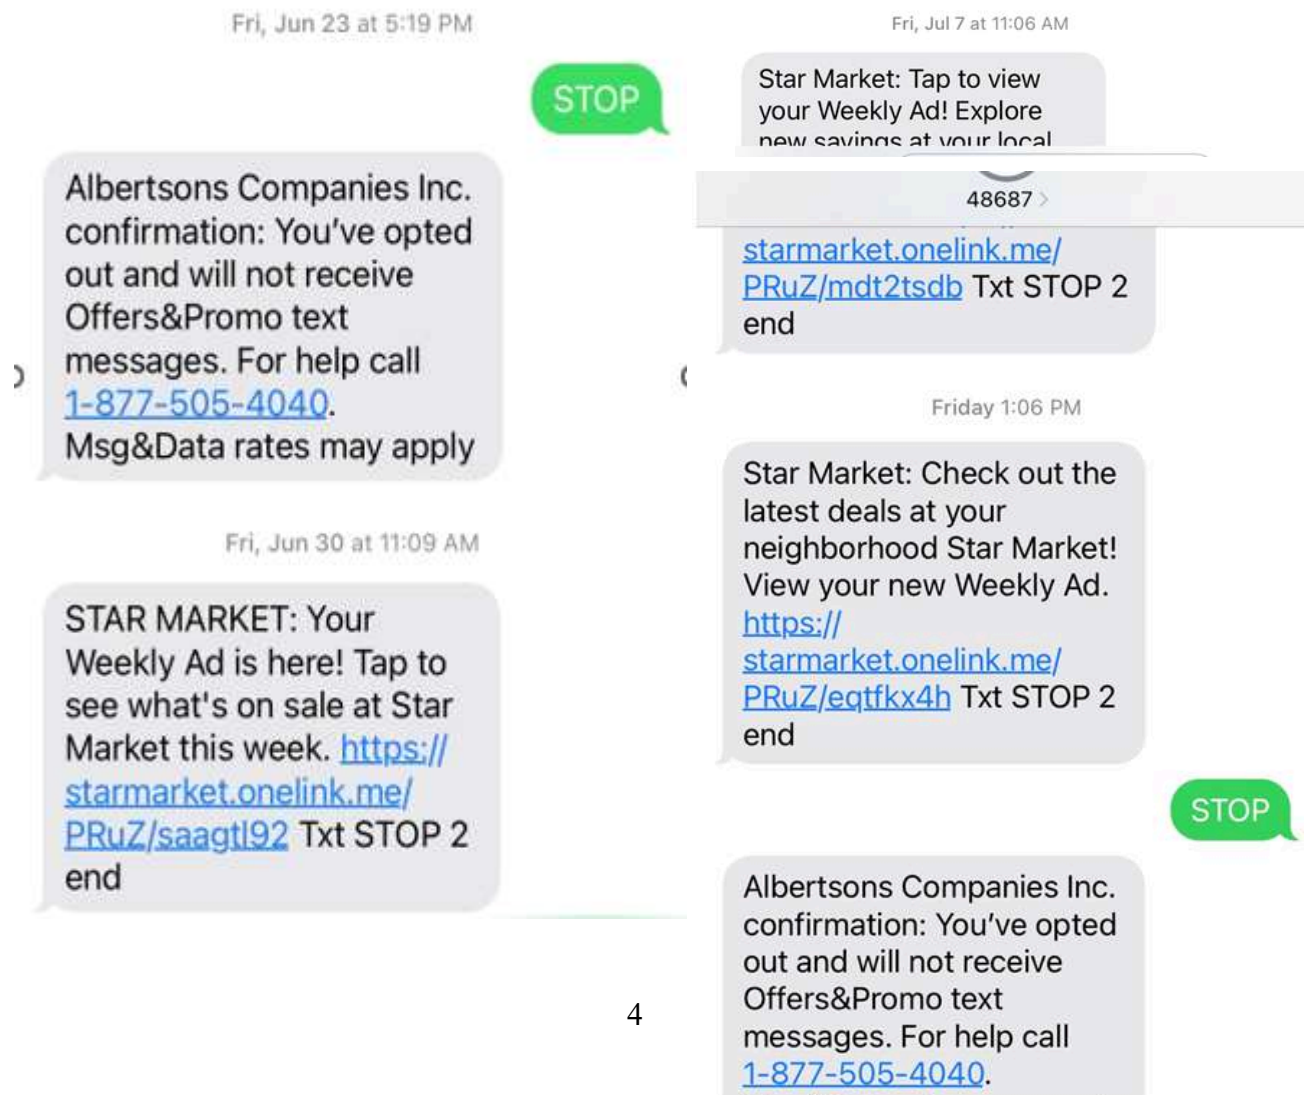 Fri, Jun 23 at 5:19 PM
STOP
Albertsons Companies Inc.
confirmation: You've opted
out and will not receive
Offers&Promo text
messages. For help call
1-877-505-4040.
Msg&Data rates may apply
Fri, Jun 30 at 11:09 AM
STAR MARKET: Your
Weekly Ad is here! Tap to
see what's on sale at Star
Market this week. https://
starmarket.onelink.me/
PRuZ/saagtl92 Txt STOP 2
end
Fri, Jul 7 at 11:06 AM
Star Market: Tap to view
your Weekly Ad! Explore
new savings at your local
48687
starmarket.onelink.me/
PRuZ/mdt2tsdb Txt STOP 2
end
Friday 1:06 PM
Star Market: Check out the
latest deals at your
neighborhood Star Market!
View your new Weekly Ad.
https://
starmarket.onelink.me/
PRuZ/eqtfkx4h Txt STOP 2
end
STOP
Albertsons Companies Inc.
confirmation: You've opted
out and will not receive
Offers&Promo text
messages. For help call
1-877-505-4040.
4